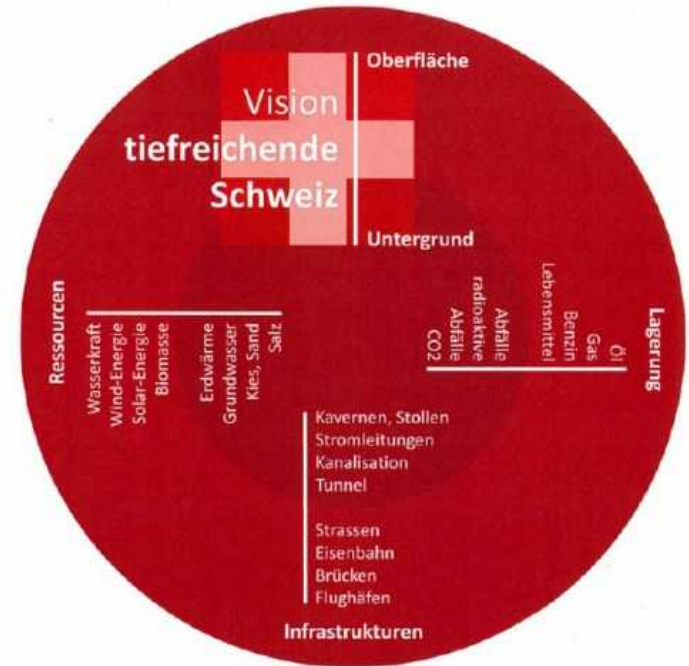 Oberfläche
Vision
tiefreichende
Schweiz
Untergrund
Ressourcen
Wasserkraft
Wind-Energie
Solar-Energie
Biomasse
Erdwärme
Grundwasser
Kies, Sand
Salz
Lagerung
Öl
Gas
Benzin
Lebensmittel
Abfälle
radioaktive
Abfälle
CO2
Kavernen, Stollen
Stromleitungen
Kanalisation
Tunnel
Strassen
Eisenbahn
Brücken
Flughäfen
Infrastrukturen